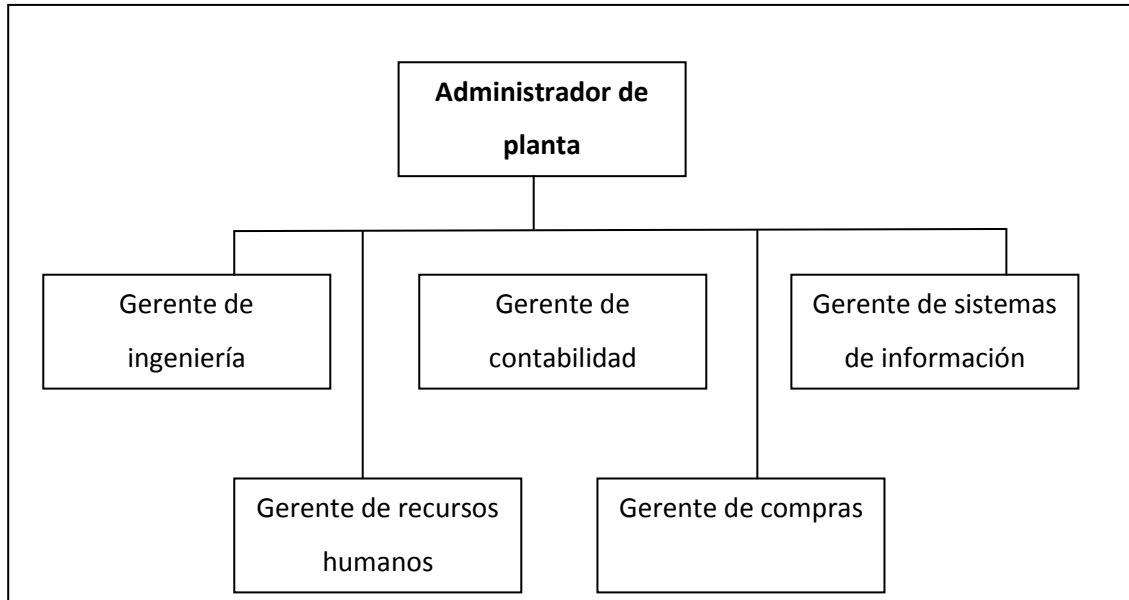 Administrador de
planta
Gerente de
ingeniería
Gerente de
contabilidad
Gerente de sistemas
de información
Gerente de recursos
humanos
Gerente de compras